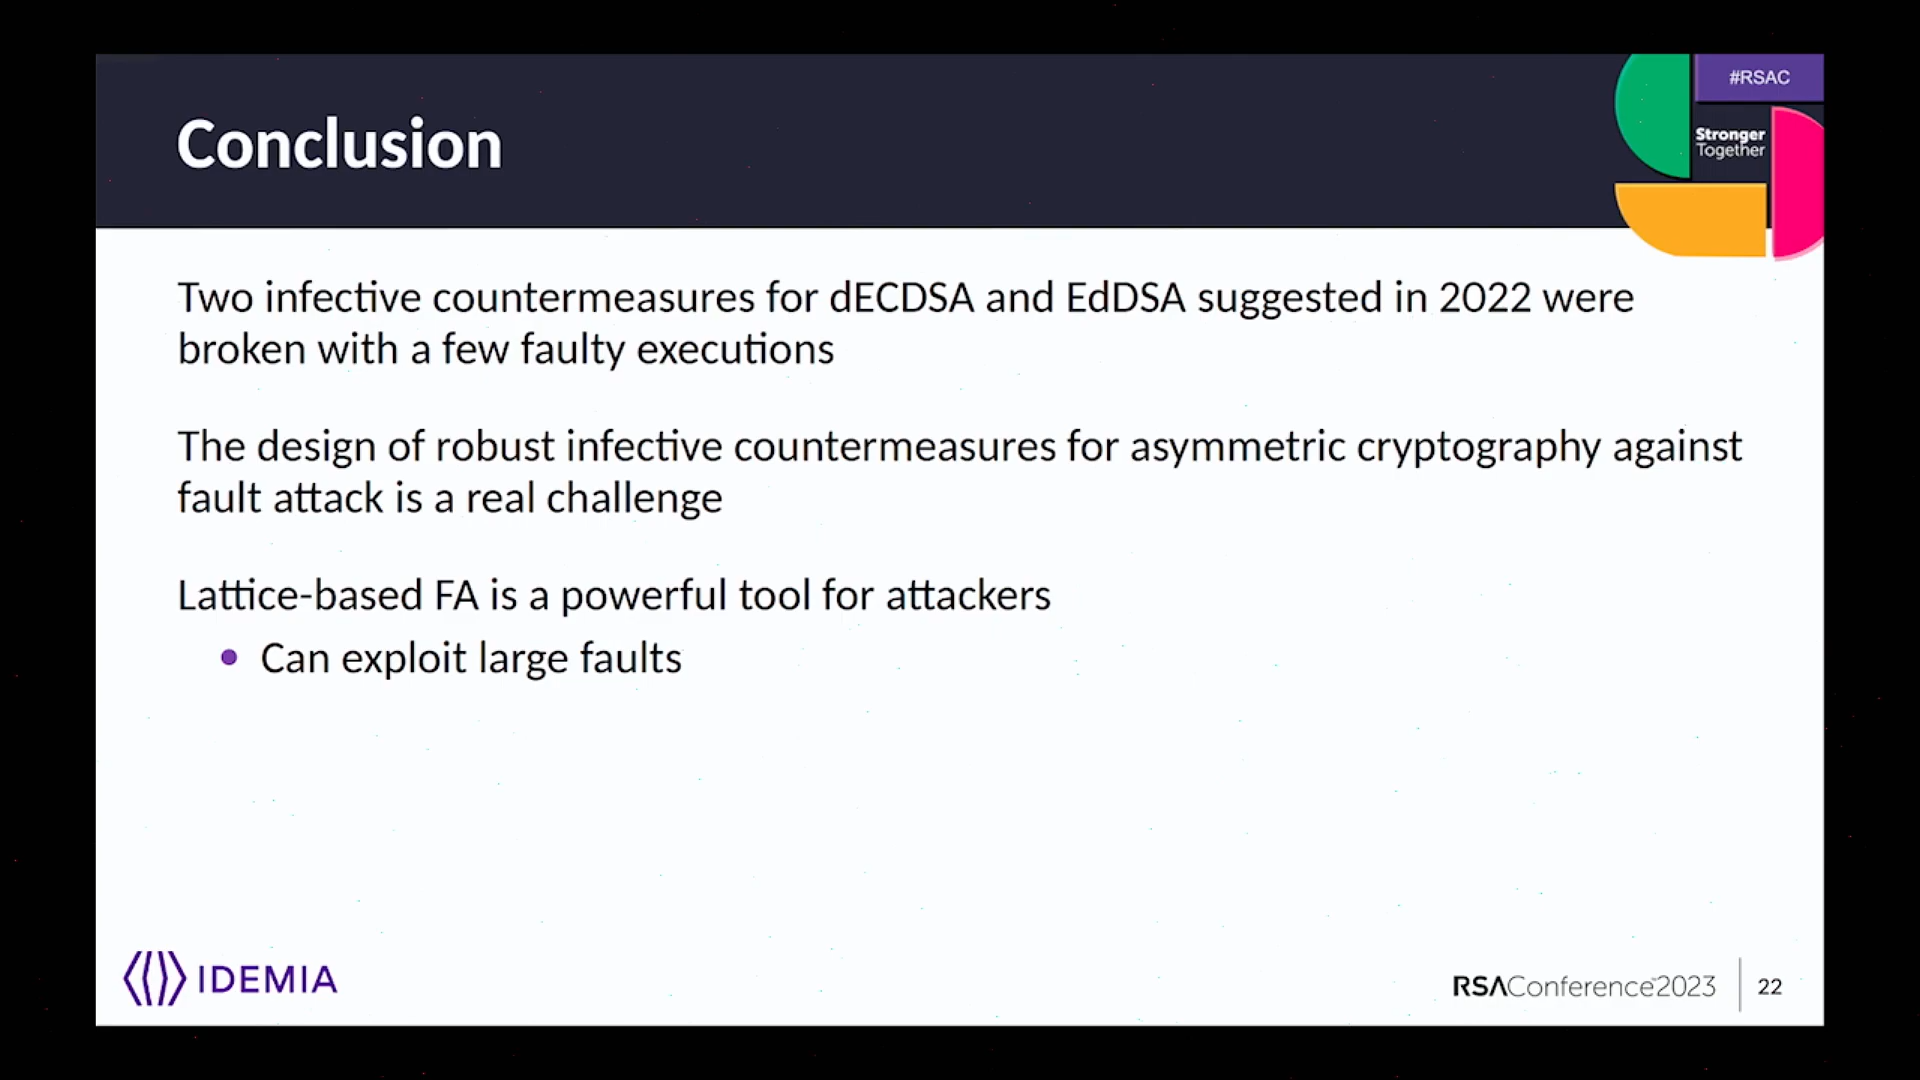 #RSAC
Conclusion
Stronger
Together
Two infective countermeasures for dECDSA and EdDSA suggested in 2022 were
broken with a few faulty executions
The design of robust infective countermeasures for asymmetric cryptography against
fault attack is a real challenge
Lattice-based FA is a powerful tool for attackers
• Can exploit large faults
IDEMIA
RSAConference™2023
22